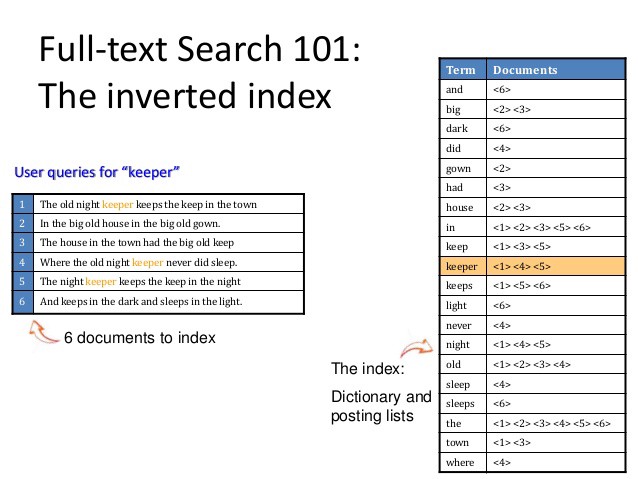 Full-text Search 101:
The inverted index
User queries for “keeper”
1 The old night keeper keeps the keep in the town
2 In the big old house in the big old gown.
3 The house in the town had the big old keep
4 Where the old night keeper never did sleep.
5 The night keeper keeps the keep in the night
6 And keeps in the dark and sleeps in the light.
6 documents to index
The index:
Dictionary and
posting lists
Term Documents
and <6>
big <2> <3>
dark <6>
did <4>
gown <2>
had <3>
house <2> <3>
in <1> <2> <3> <5> <6>
keep <1> <3> <5>
keeper <1> <4> <5>
keeps <1> <5> <6>
light <6>
never <4>
night <1> <4> <5>
old <1> <2> <3> <4>
sleep <4>
sleeps <6>
the <1> <2> <3> <4> <5> <6>
town <1> <3>
where <4>